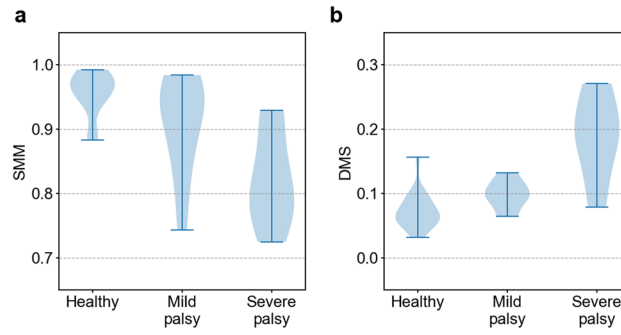 a
SMM
1.0
0.9
0.8
0.7
Healthy
Mild
palsy
Severe
palsy
b
DMS
0.3
0.2
0.1
0.0
Healthy
Mild
palsy
Severe
palsy